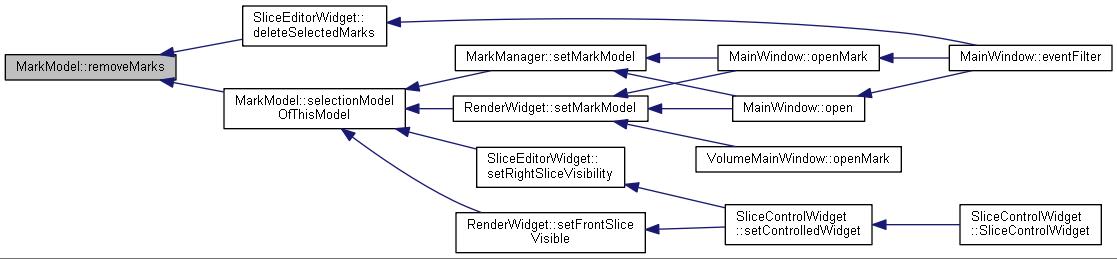 SliceEditorWidget::
deleteSelectedMarks
MarkModel::removeMarks
MarkManager::setMarkModel
MainWindow::openMark
MainWindow::eventFilter
MarkModel::selectionModel
OfThisModel
RenderWidget::setMarkModel
MainWindow::open
VolumeMainWindow::openMark
SliceEditorWidget::
setRightSliceVisibility
RenderWidget::setFrontSlice
Visible
SliceControlWidget
::setControlledWidget
SliceControlWidget
::SliceControlWidget